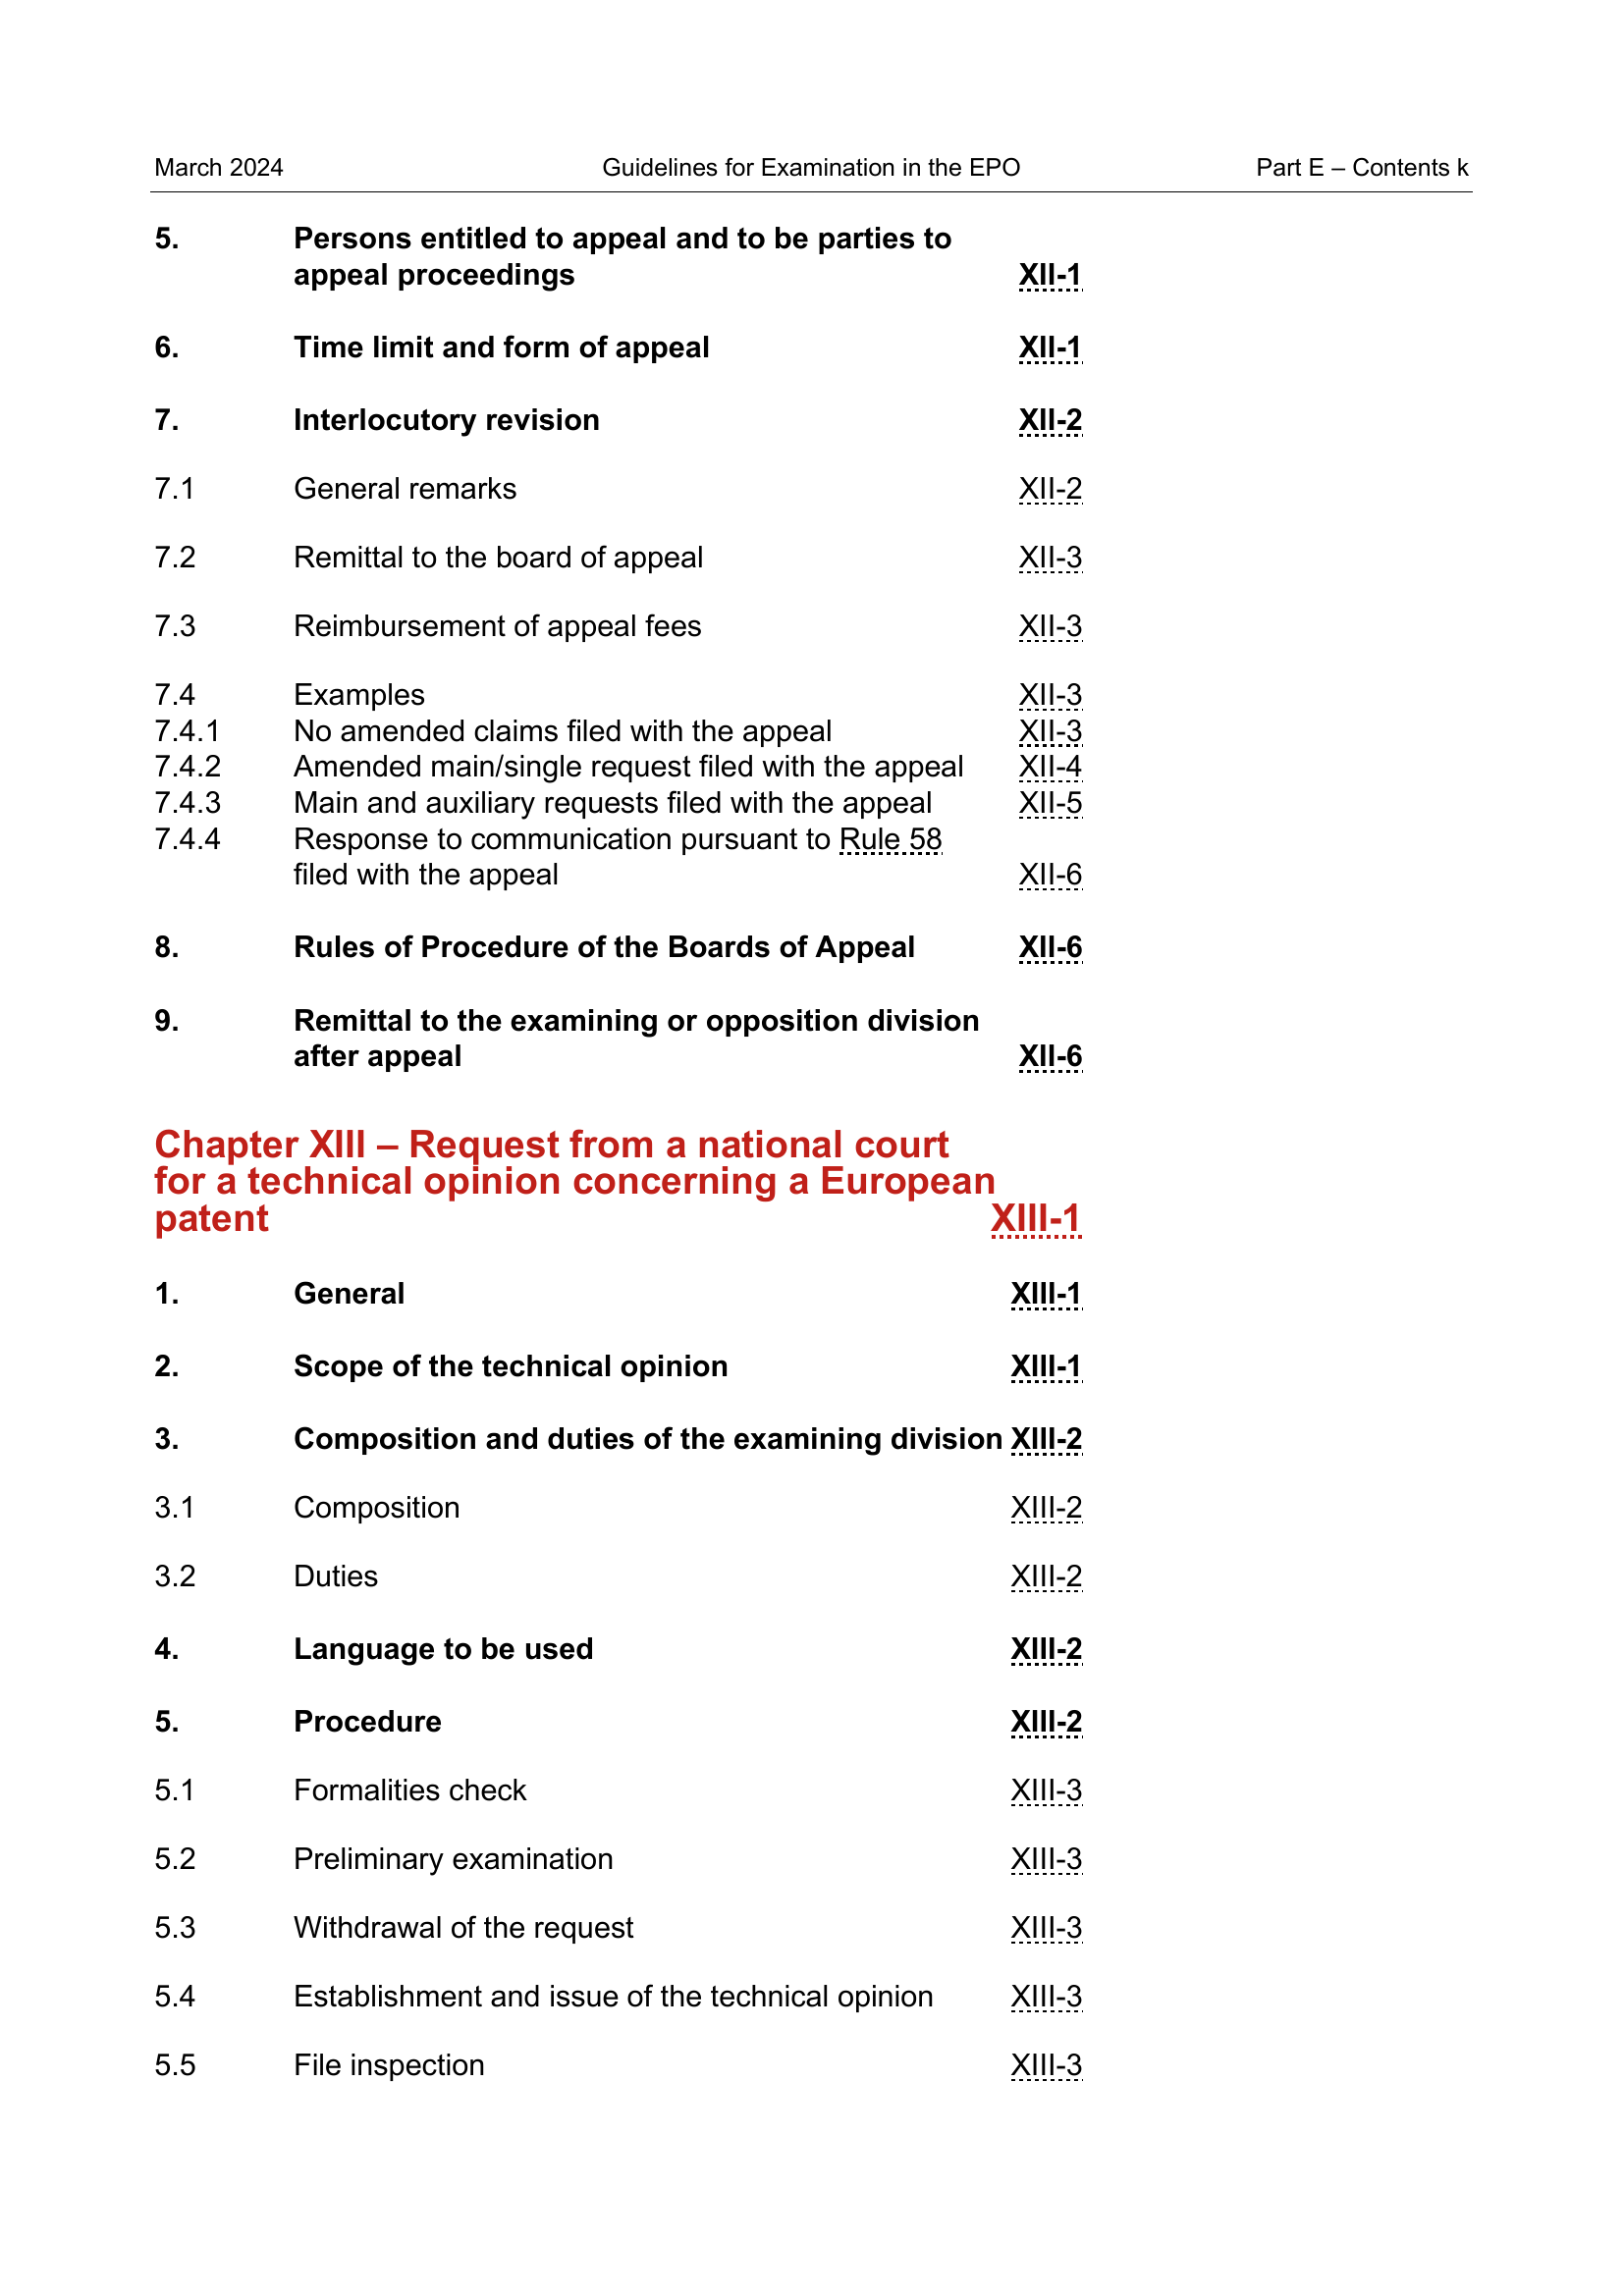 March 2024 Guidelines for Examination in the EPO Part E – Contents k
5. Persons entitled to appeal and to be parties to
appeal proceedings XII-1
6. Time limit and form of appeal XII-1
7. Interlocutory revision XII-2
7.1 General remarks XII-2
7.2 Remittal to the board of appeal XII-3
7.3 Reimbursement of appeal fees XII-3
7.4 Examples XII-3
7.4.1 No amended claims filed with the appeal XII-3
7.4.2 Amended main/single request filed with the appeal XII-4
7.4.3 Main and auxiliary requests filed with the appeal XII-5
7.4.4 Response to communication pursuant to Rule 58
filed with the appeal XII-6
8. Rules of Procedure of the Boards of Appeal XII-6
9. Remittal to the examining or opposition division
after appeal XII-6
Chapter XIII – Request from a national court
for a technical opinion concerning a European
patent XIII-1
1. General XIII-1
2. Scope of the technical opinion XIII-1
3. Composition and duties of the examining division XIII-2
3.1 Composition XIII-2
3.2 Duties XIII-2
4. Language to be used XIII-2
5. Procedure XIII-2
5.1 Formalities check XIII-3
5.2 Preliminary examination XIII-3
5.3 Withdrawal of the request XIII-3
5.4 Establishment and issue of the technical opinion XIII-3
5.5 File inspection XIII-3